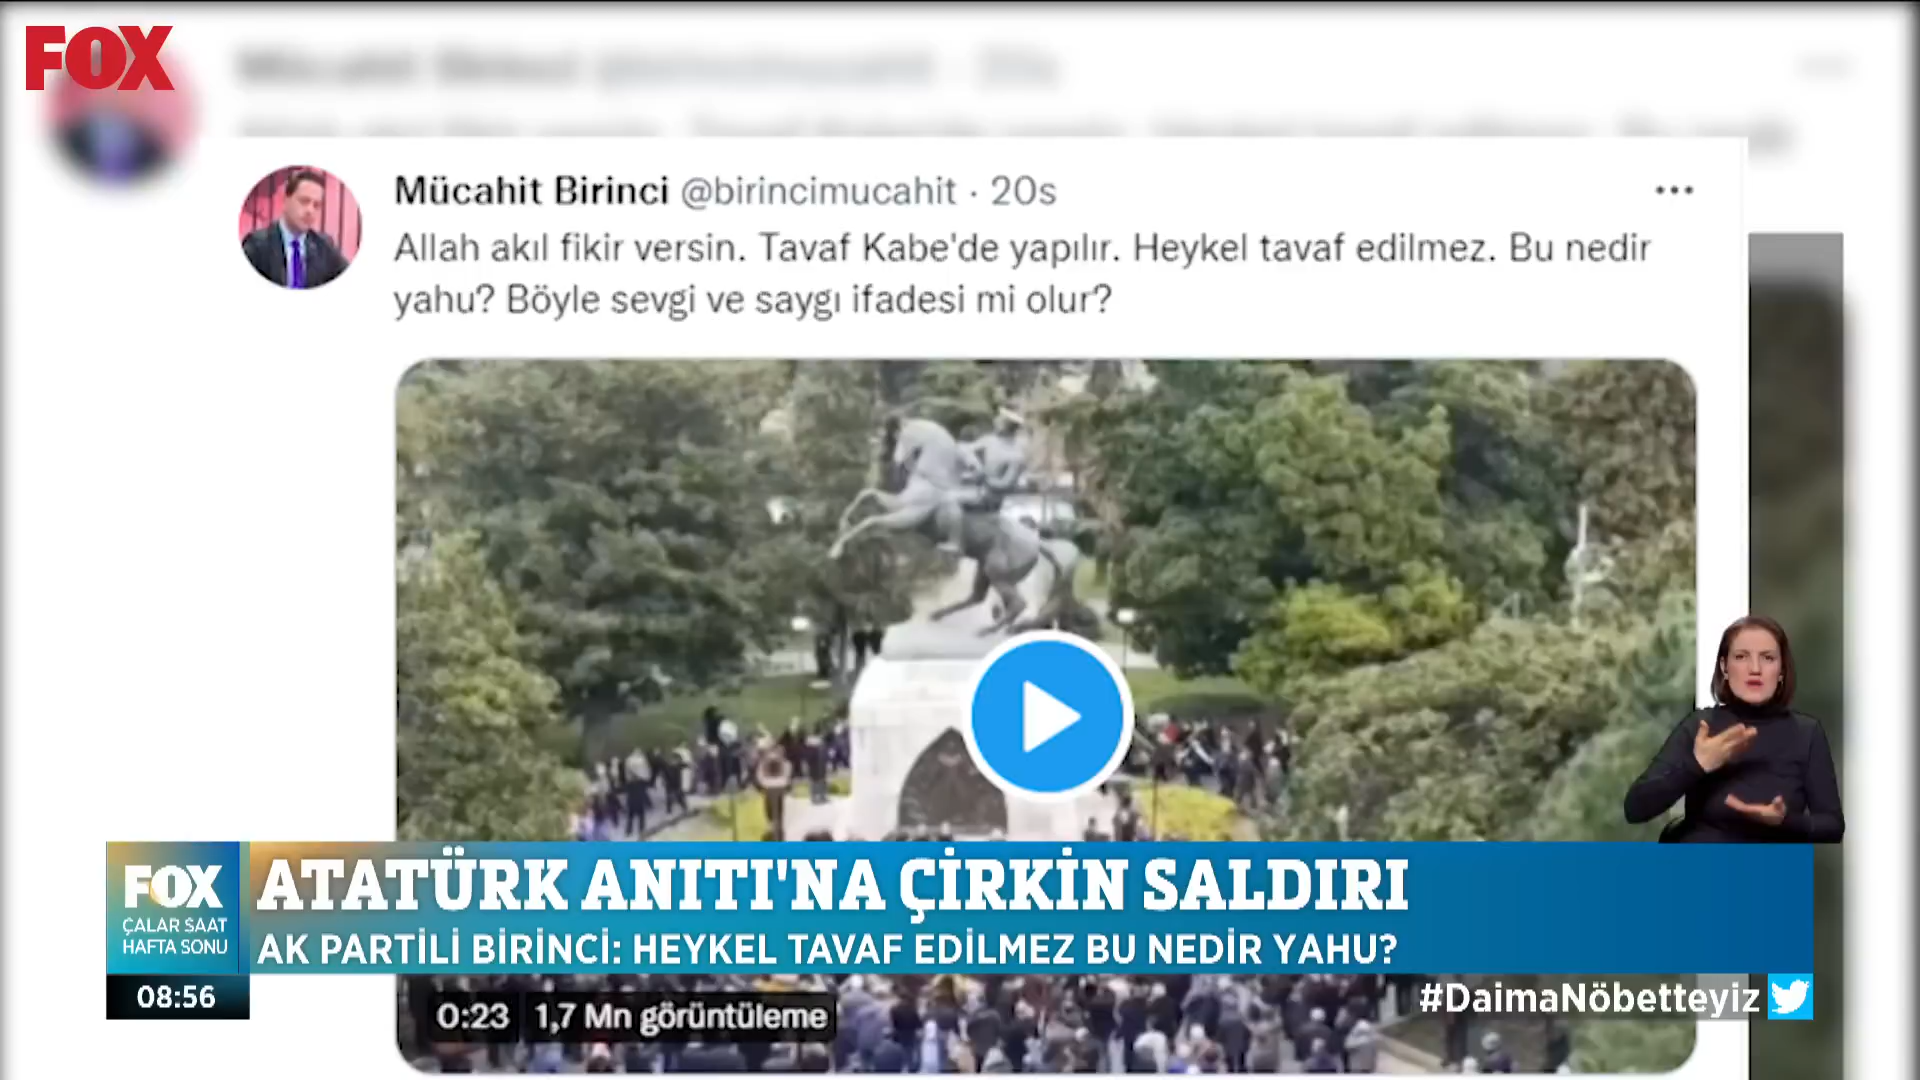 FOX
Mücahit Birinci @birincimucahit · 20s
Allah akıl fikir versin. Tavaf Kabe'de yapılır. Heykel tavaf edilmez. Bu nedir
yahu? Böyle sevgi ve saygı ifadesi mi olur?
FOX
ÇALAR SAAT
HAFTA SONU
ATATÜRK ANITI'NA ÇİRKİN SALDIRI
AK PARTİLİ BİRİNCİ: HEYKEL TAVAF EDİLMEZ BU NEDİR YAHU?
08:56
0:23 1,7 Mn görüntüleme
#DaimaNöbetteyiz